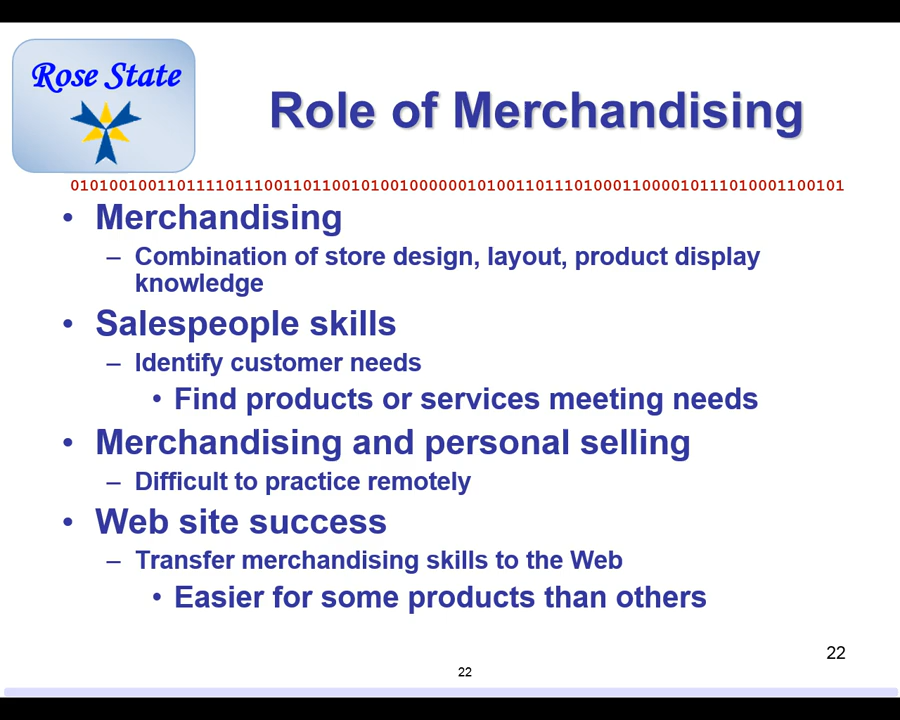 Rose State
Role of Merchandising
01010010011011110111001101100101001000000101001101110100011000010111010001100101
• Merchandising
– Combination of store design, layout, product display
knowledge
• Salespeople skills
– Identify customer needs
• Find products or services meeting needs
• Merchandising and personal selling
– Difficult to practice remotely
• Web site success
– Transfer merchandising skills to the Web
• Easier for some products than others
22
22